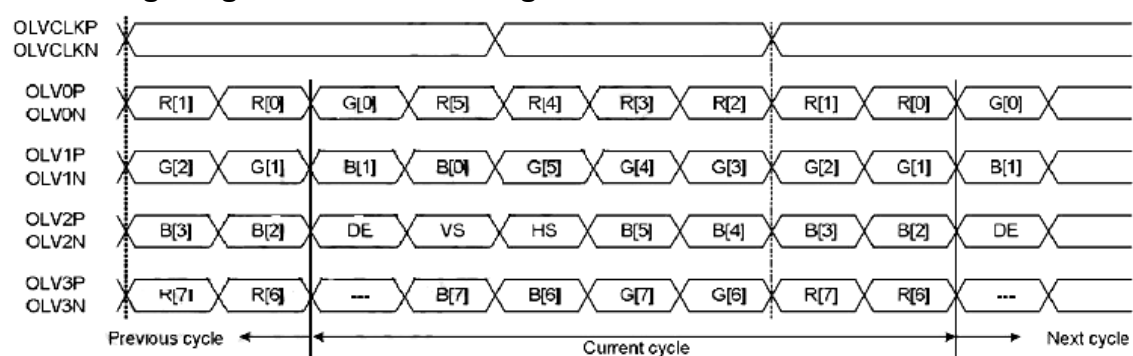 OLVCLKP
OLVCLKN
OLV0P
OLV0N
R[1] R[0] G[0] R[5] R[4] R[3] R[2] R[1] R[0] G[0]
OLV1P
OLV1N
G[2] G[1] B[1] B[0] G[5] G[4] G[3] G[2] G[1] B[1]
OLV2P
OLV2N
B[3] B[2] DE VS HS B[5] B[4] B[3] B[2] DE
OLV3P
OLV3N
R[7] R[6] --- B[7] B[6] G[7] G[6] R[7] R[6] ---
Previous cycle Current cycle Next cycle